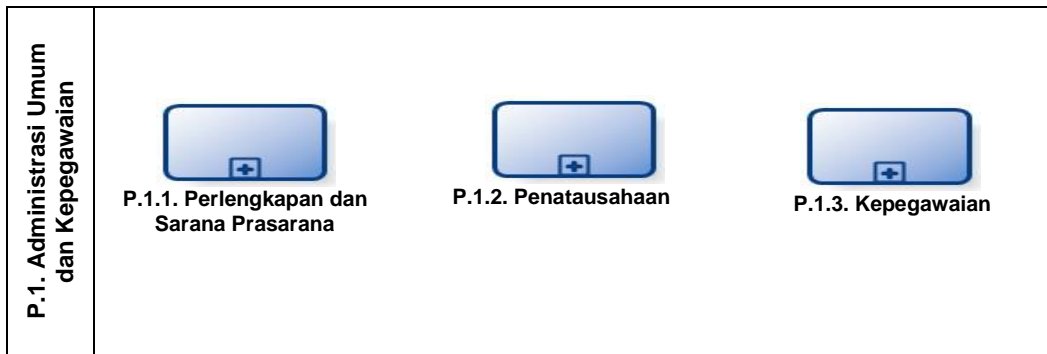 P.1. Administrasi Umum
dan Kepegawaian
P.1.1. Perlengkapan dan
Sarana Prasarana
P.1.2. Penatausahaan
P.1.3. Kepegawaian